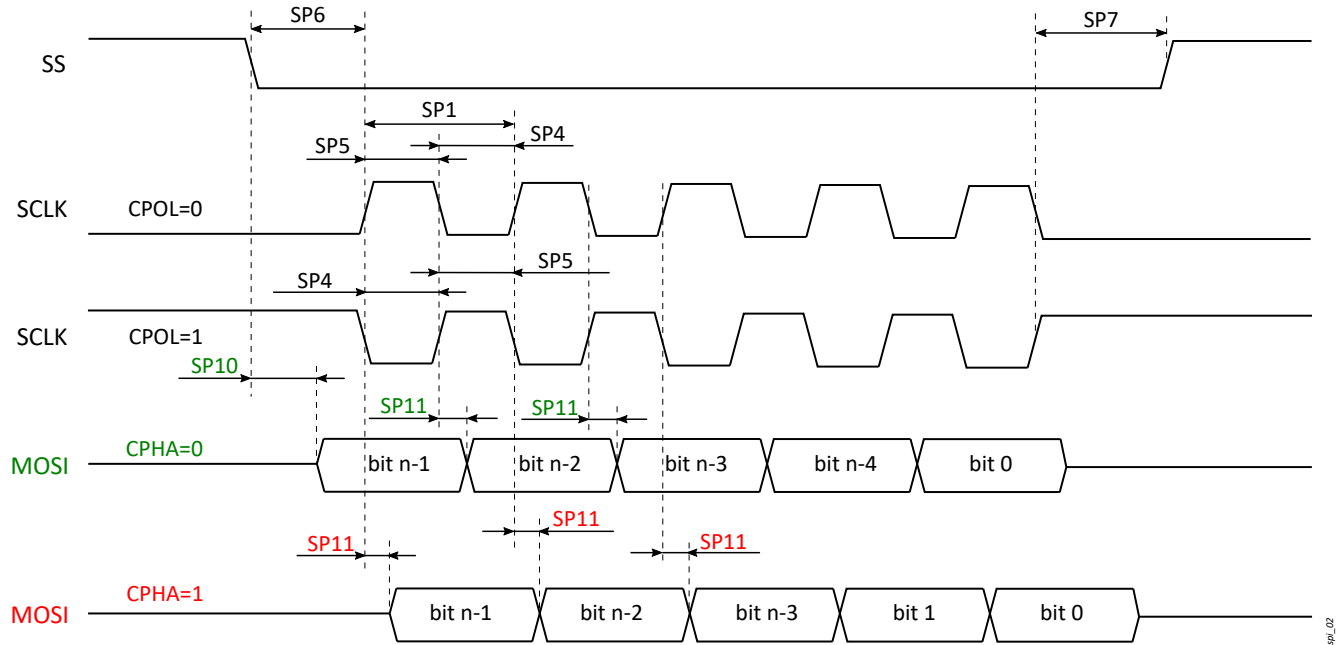 SP6
SP7
SS
SP1
SP4
SP5
SCLK CPOL=0
SP5
SP4
SCLK CPOL=1
SP10
SP11 SP11
MOSI CPHA=0 bit n-1 bit n-2 bit n-3 bit n-4 bit 0
SP11
SP11 SP11
MOSI CPHA=1 bit n-1 bit n-2 bit n-3 bit 1 bit 0
spi_02